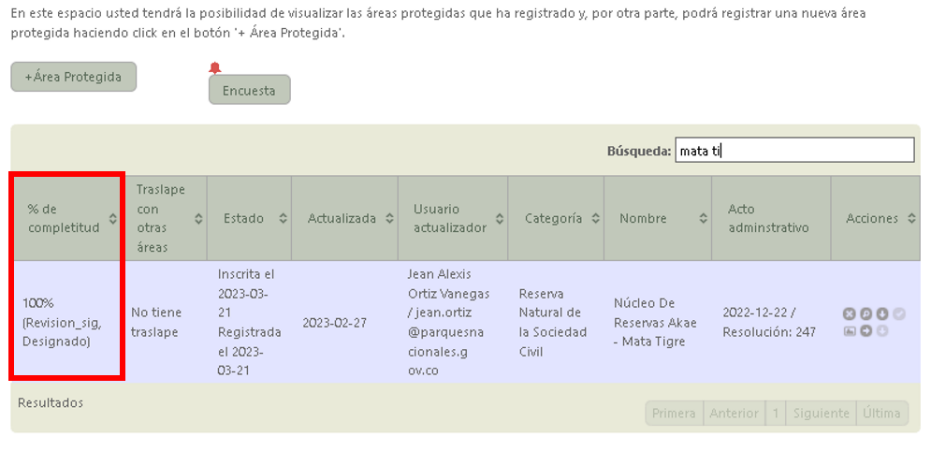 En este espacio usted tendrá la posibilidad de visualizar las áreas protegidas que ha registrado y, por otra parte, podrá registrar una nueva área
protegida haciendo click en el botón '+ Área Protegida'.
+Área Protegida
Encuesta
Búsqueda: mata ti
% de
completitud
Traslape
con
otras
áreas
Estado
Actualizada
Usuario
actualizador
Categoría
Nombre
Acto
adminstrativo
Acciones
100%
(Revision_sig,
Designado)
No tiene
traslape
Inscrita el
2023-03-
21
Registrada
el 2023-
03-21
2023-02-27
Jean Alexis
Ortiz Vanegas
/ jean.ortiz
@parquesna
cionales.g
ov.co
Reserva
Natural de
la Sociedad
Civil
Núcleo De
Reservas Akae
- Mata Tigre
2022-12-22 /
Resolución: 247
Resultados
Primera Anterior 1 Siguiente Última